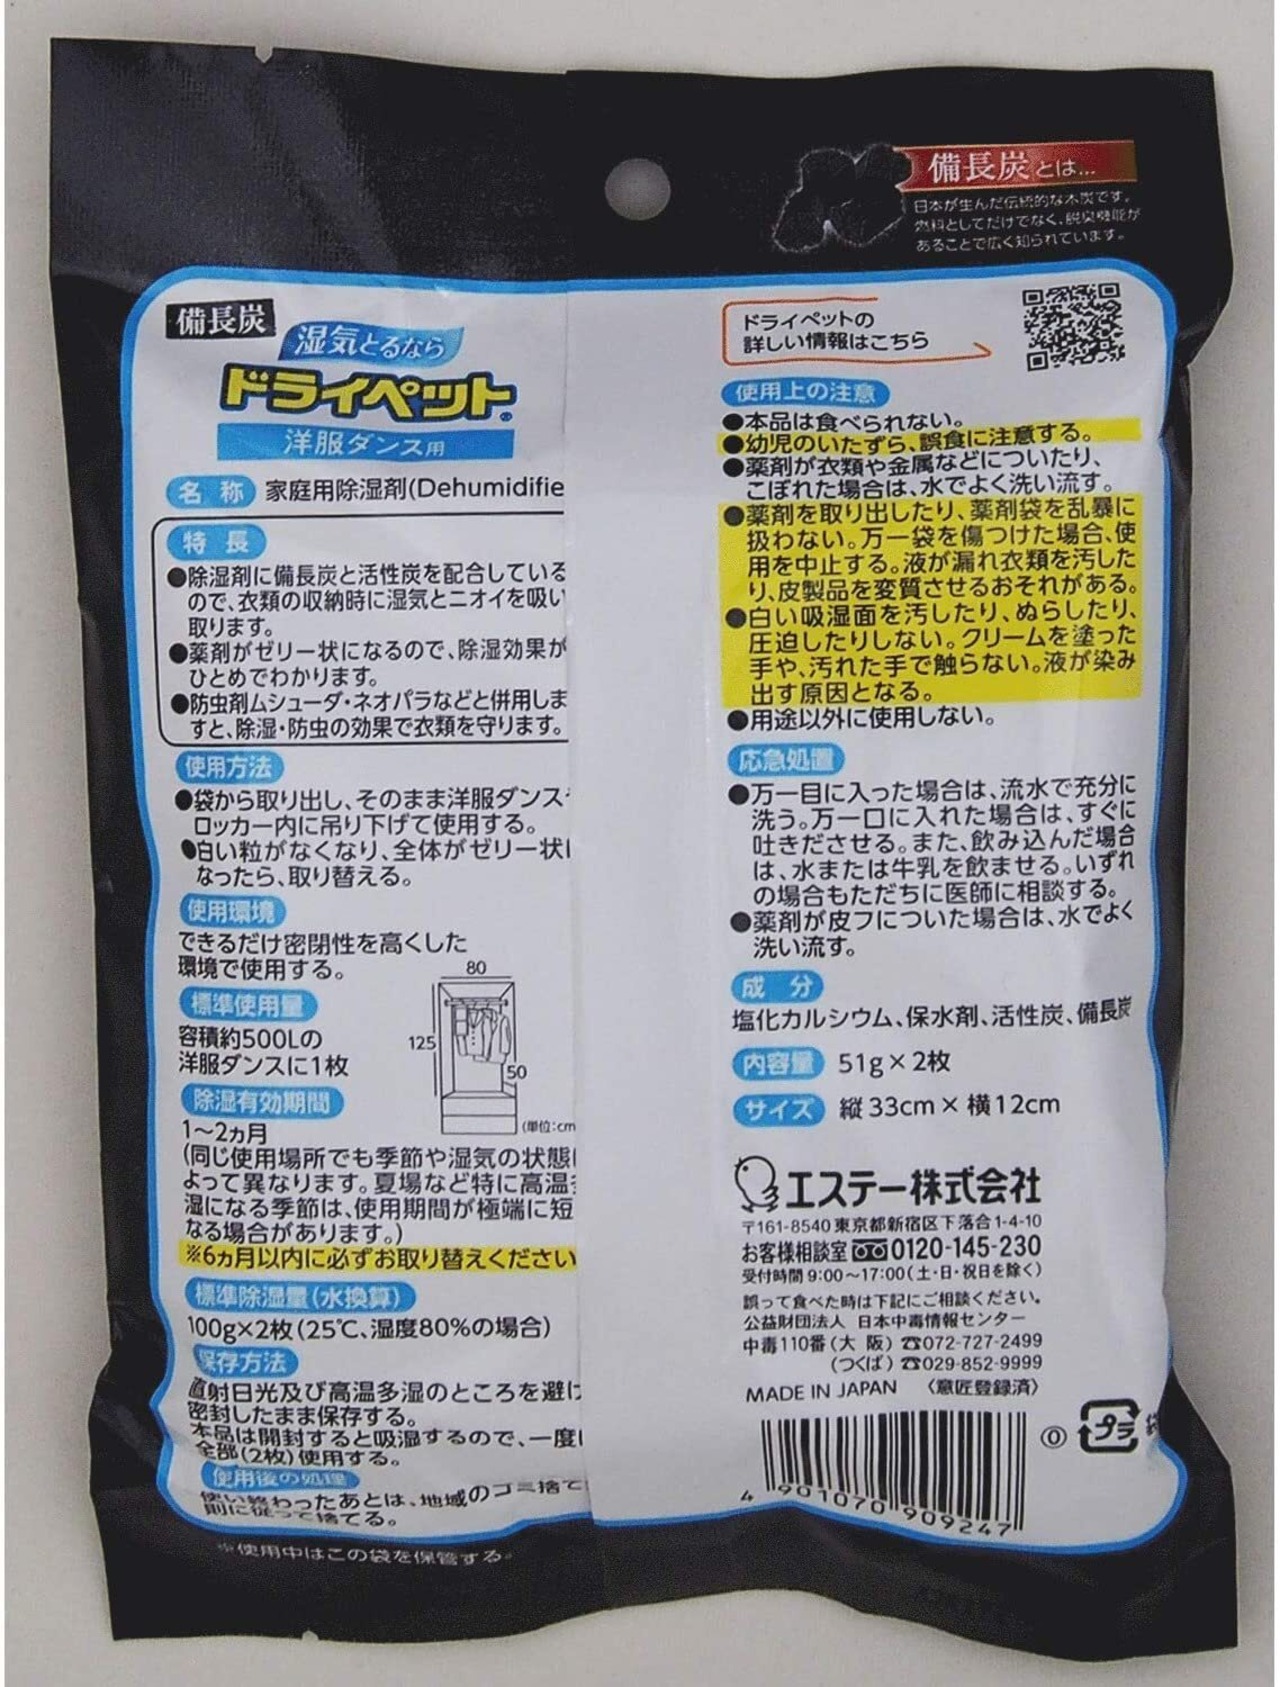 備長炭とは...
日本が生んだ伝統的な木炭です。
燃料としてだけでなく、脱臭機能が
あることで広く知られています。
備長炭
湿気とるなら
ドライペット®
洋服ダンス用
名 称 家庭用除湿剤(Dehumidifie
特 長
●除湿剤に備長炭と活性炭を配合している
ので、衣類の収納時に湿気とニオイを吸い
取ります。
●薬剤がゼリー状になるので、除湿効果が
ひとめでわかります。
●防虫剤ムシューダ・ネオパラなどと併用しま
すと、除湿・防虫の効果で衣類を守ります。
使用方法
●袋から取り出し、そのまま洋服ダンス
ロッカー内に吊り下げて使用する。
●白い粒がなくなり、全体がゼリー状
なったら、取り替える。
使用環境
できるだけ密閉性を高くした
環境で使用する。
標準使用量
容積約500Lの
洋服ダンスに1枚
80
125
50
(単位:cm
除湿有効期間
1〜2ヵ月
(同じ使用場所でも季節や湿気の状態
よって異なります。夏場など特に高温
湿になる季節は、使用期間が極端に短
なる場合があります。)
※6ヵ月以内に必ずお取り替えください
標準除湿量(水換算)
100g×2枚(25℃、湿度80%の場合)
保存方法
直射日光及び高温多湿のところを避け
密封したまま保存する。
本品は開封すると吸湿するので、一度
全部(2枚)使用する。
使用後の処理
使い終わったあとは、地域のゴミ捨て
則に従って捨てる。
※使用中はこの袋を保管する。
ドライペットの
詳しい情報はこちら
使用上の注意
●本品は食べられない。
●幼児のいたずら、誤食に注意する。
●薬剤が衣類や金属などについたり、
こぼれた場合は、水でよく洗い流す。
●薬剤を取り出したり、薬剤袋を乱暴に
扱わない。万一袋を傷つけた場合、使
用を中止する。液が漏れ衣類を汚した
り、皮製品を変質させるおそれがある。
●白い吸湿面を汚したり、ぬらしたり、
圧迫したりしない。クリームを塗った
手や、汚れた手で触らない。液が染み
出す原因となる。
●用途以外に使用しない。
応急処置
●万一目に入った場合は、流水で充分に
洗う。万一口に入れた場合は、すぐに
吐きださせる。また、飲み込んだ場合
は、水または牛乳を飲ませる。いずれ
の場合もただちに医師に相談する。
●薬剤が皮フについた場合は、水でよく
洗い流す。
成 分
塩化カルシウム、保水剤、活性炭、備長炭
内容量 51g×2枚
サイズ 縦33cm×横12cm
エステー株式会社
〒161-8540 東京都新宿区下落合1-4-10
お客様相談室 0120-145-230
受付時間 9:00〜17:00(土・日・祝日を除く)
誤って食べた時は下記にご相談ください。
公益財団法人 日本中毒情報センター
中毒110番(大 阪)☎072-727-2499
(つくば)☎029-852-9999
MADE IN JAPAN 〈意匠登録済〉
4 901070 909247
0
プラ